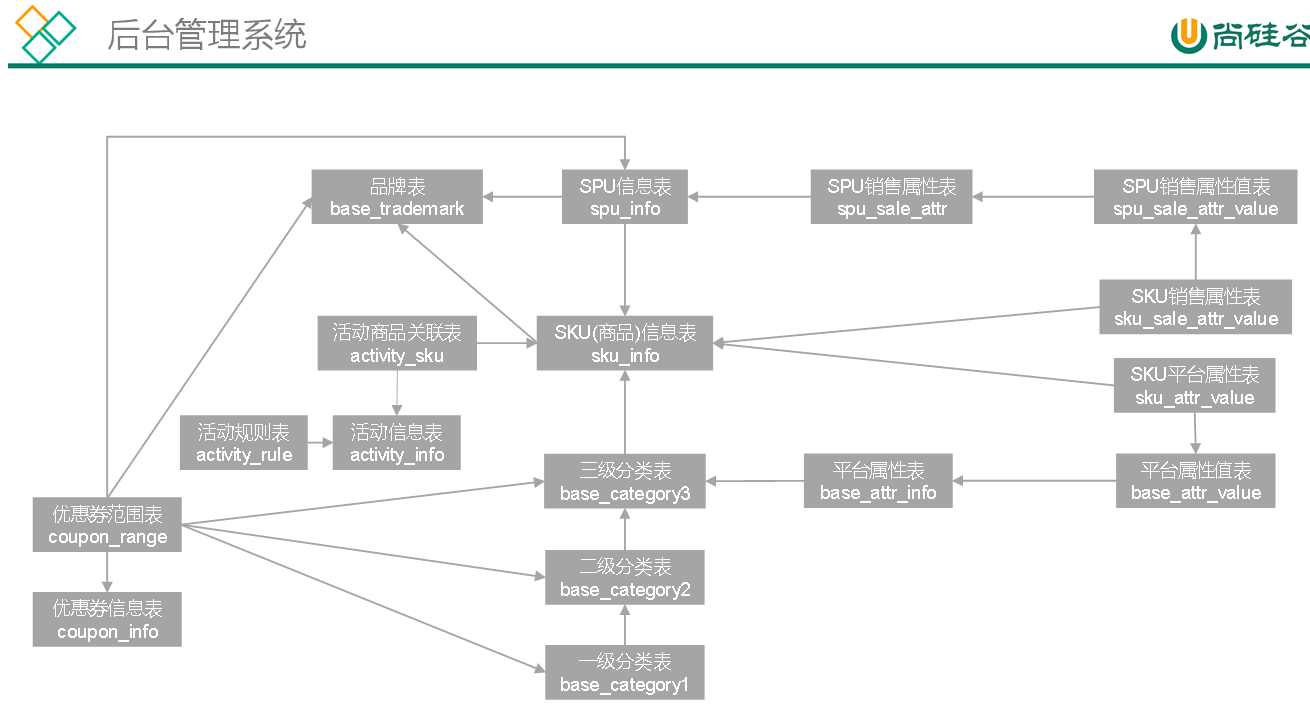 后台管理系统
尚硅谷
品牌表
base_trademark
SPU信息表
spu_info
SPU销售属性表
spu_sale_attr
SPU销售属性值表
spu_sale_attr_value
SKU销售属性表
sku_sale_attr_value
活动商品关联表
activity_sku
SKU(商品)信息表
sku_info
SKU平台属性表
sku_attr_value
活动规则表
activity_rule
活动信息表
activity_info
三级分类表
base_category3
平台属性表
base_attr_info
平台属性值表
base_attr_value
优惠券范围表
coupon_range
二级分类表
base_category2
优惠券信息表
coupon_info
一级分类表
base_category1